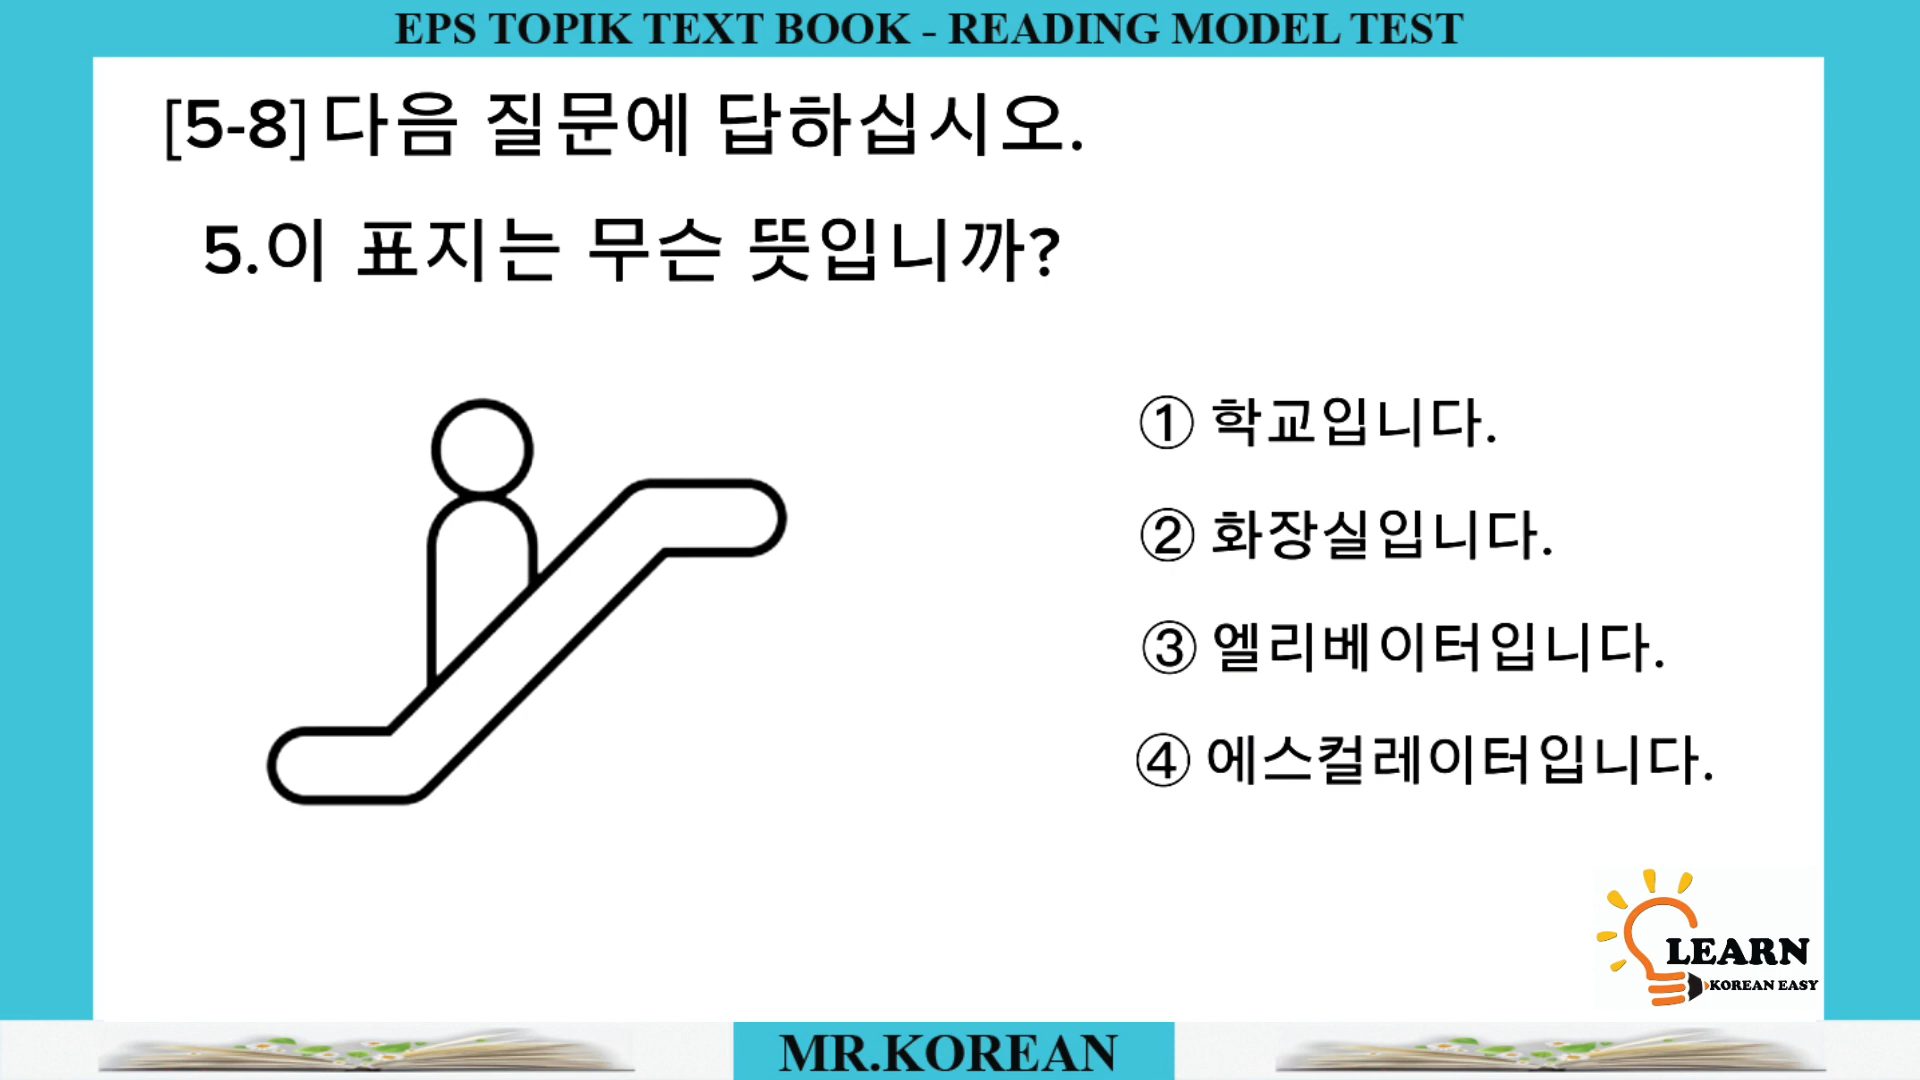 EPS TOPIK TEXT BOOK - READING MODEL TEST
[5-8] 다음 질문에 답하십시오.
5.이 표지는 무슨 뜻입니까?
① 학교입니다.
② 화장실입니다.
③ 엘리베이터입니다.
④ 에스컬레이터입니다.
LEARN
KOREAN EASY
MR.KOREAN